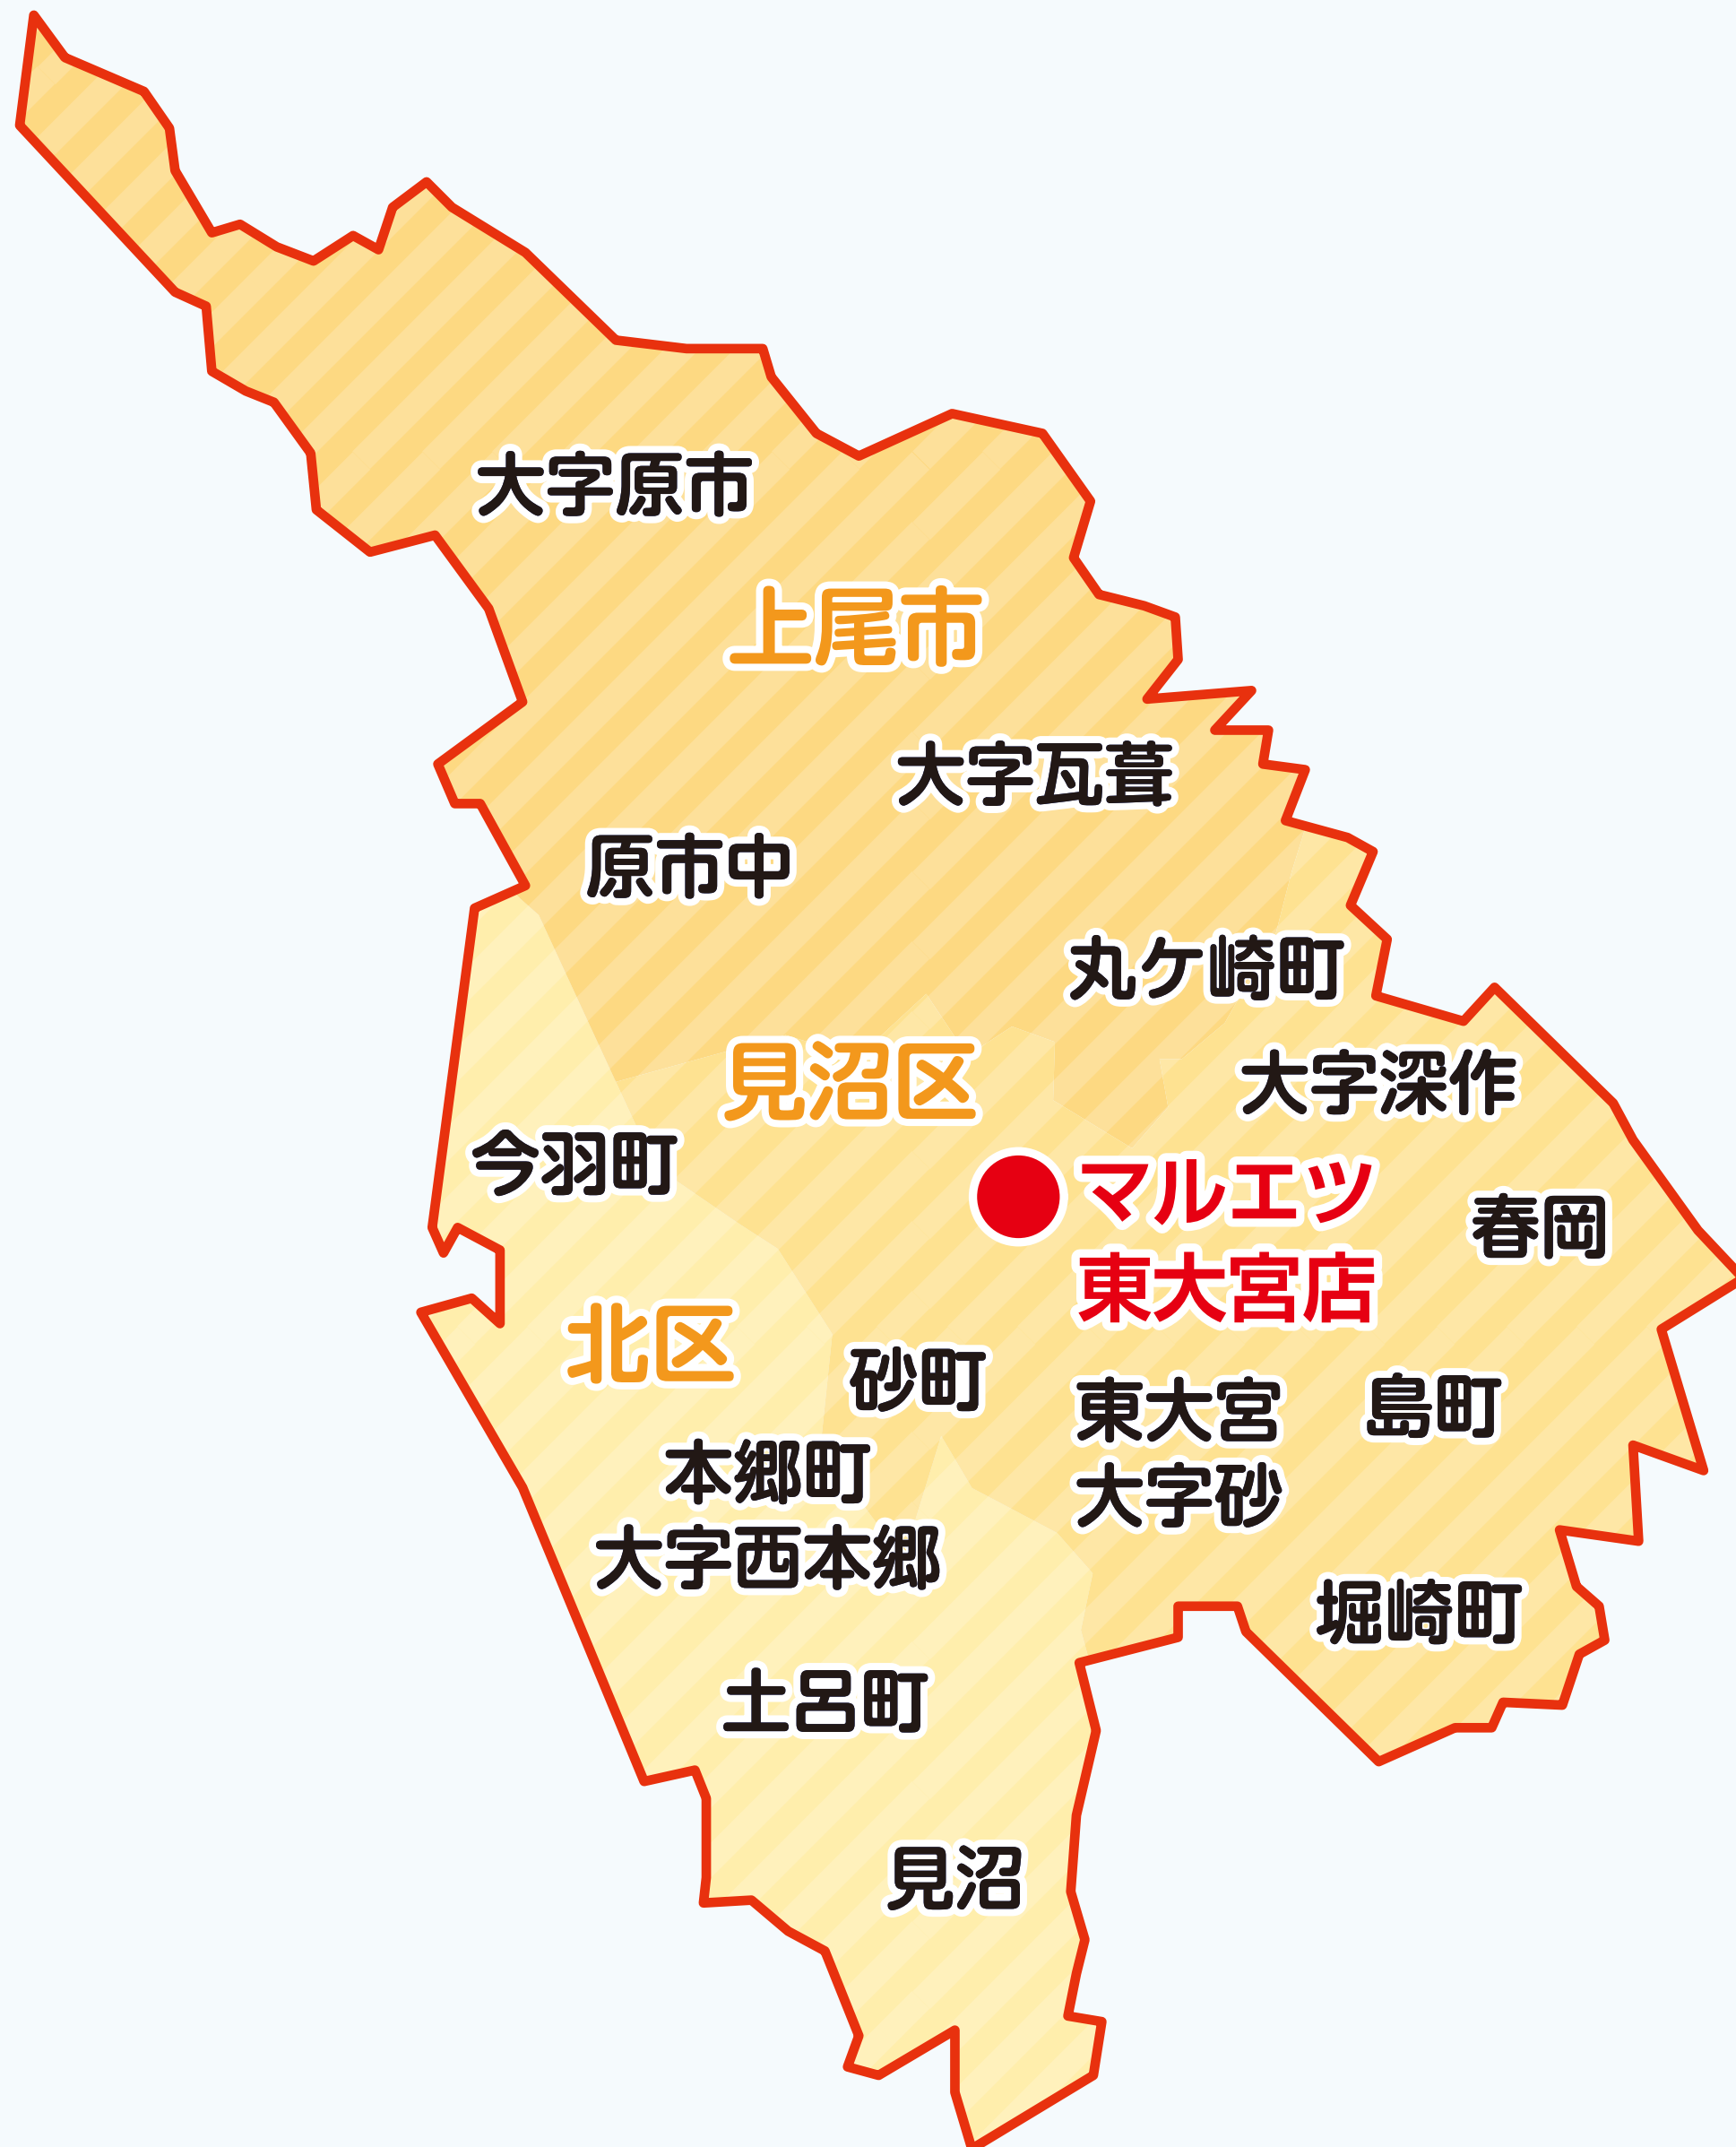 大字原市
上尾市
大字瓦葺
原市中
丸ケ崎町
見沼区
大字深作
今羽町
マルエツ
東大宮店
春岡
北区
砂町
東大宮
大字砂
島町
本郷町
大字西本郷
堀崎町
土呂町
見沼